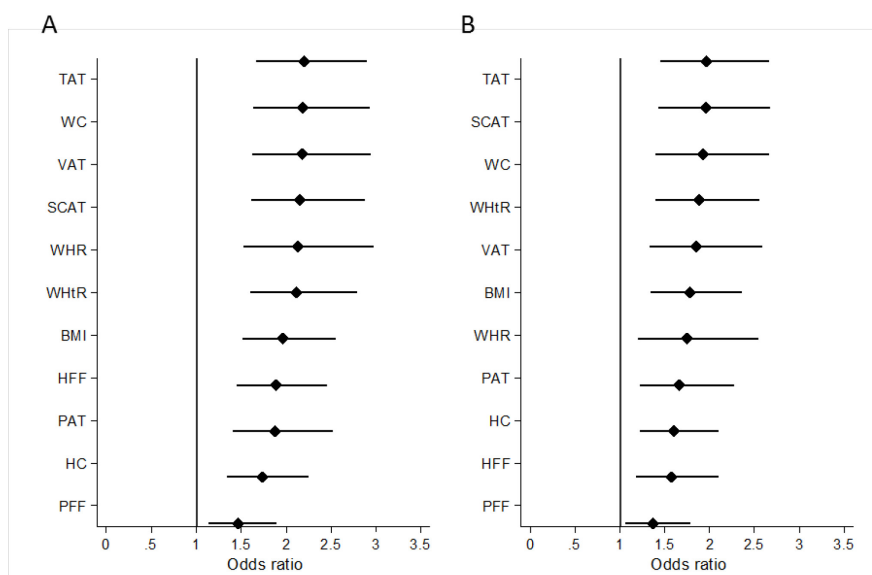 A
TAT
WC
VAT
SCAT
WHR
WHtR
BMI
HFF
PAT
HC
PFF
0 .5 1 1.5 2 2.5 3 3.5
Odds ratio
B
TAT
SCAT
WC
WHtR
VAT
BMI
WHR
PAT
HC
HFF
PFF
0 .5 1 1.5 2 2.5 3 3.5
Odds ratio